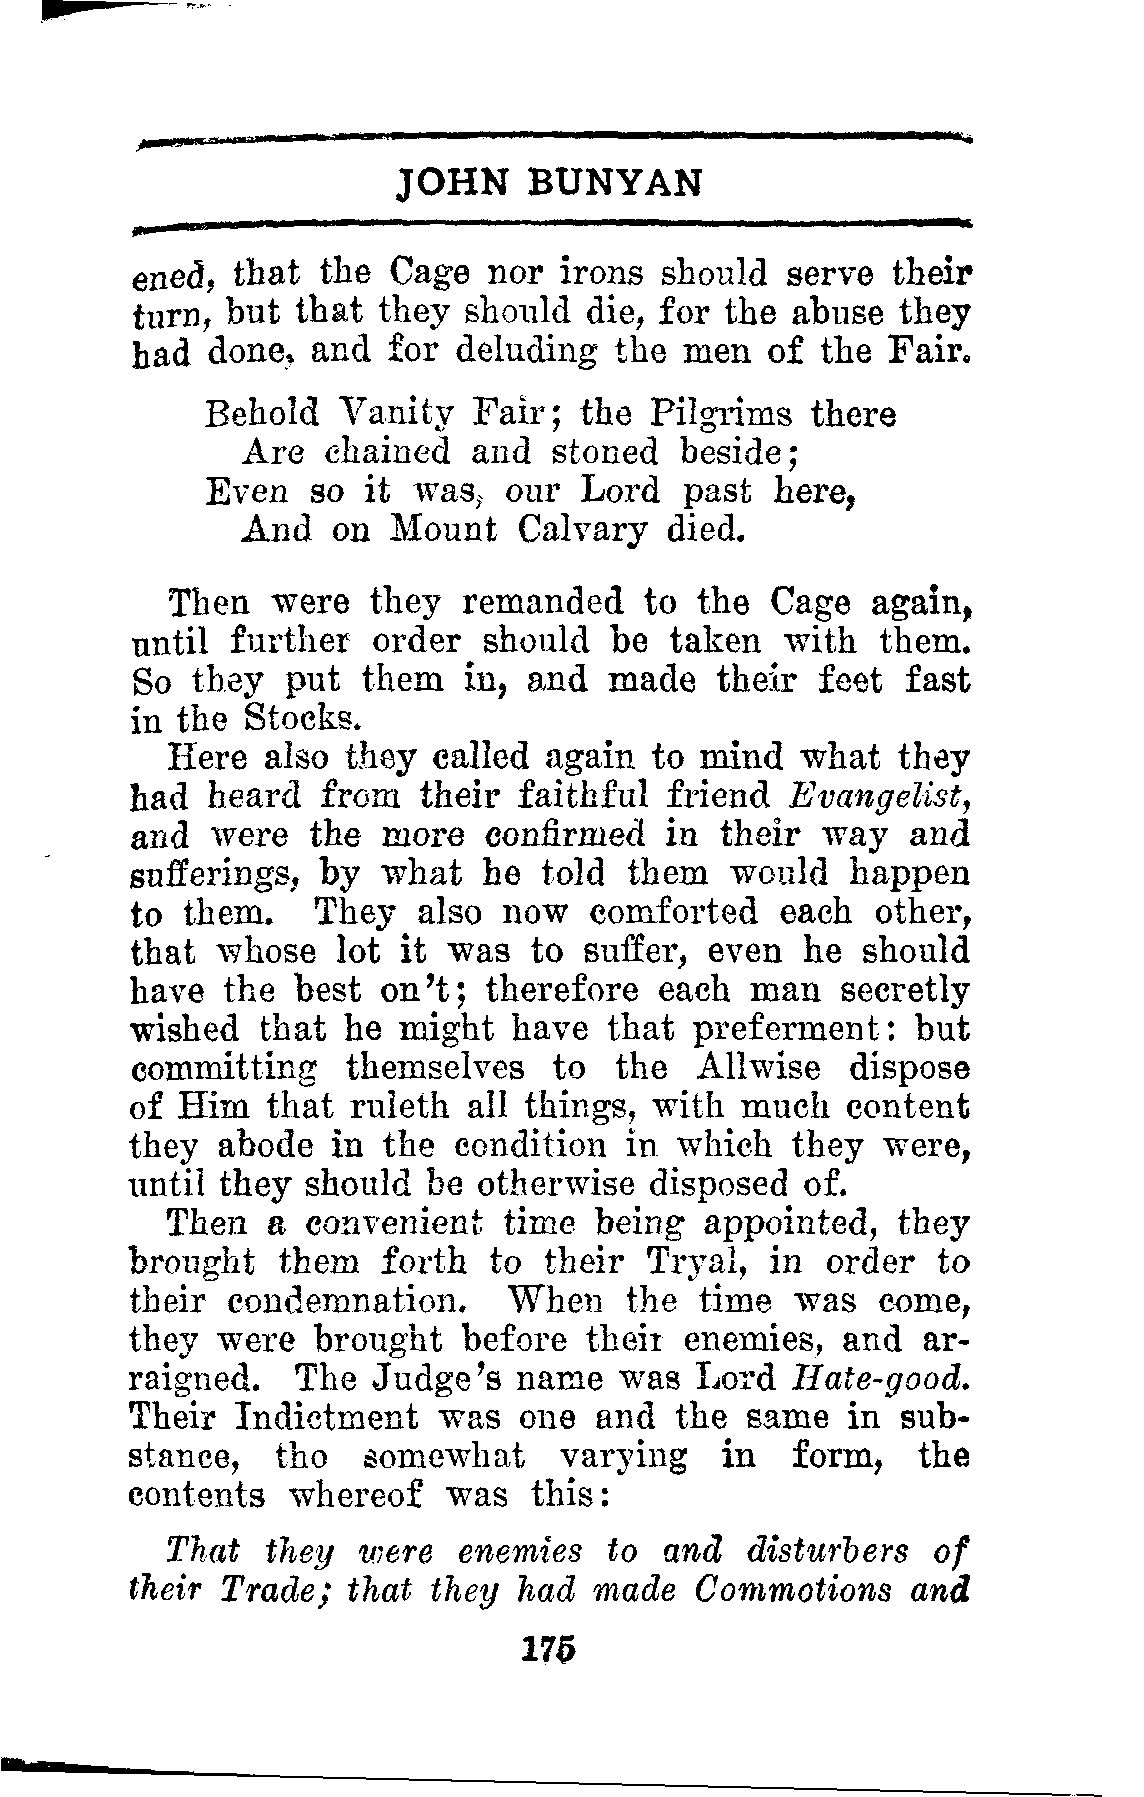 JOHN BUNYAN
ened, that the Cage nor irons should serve their
turn, but that they should die, for the abuse they
had done, and for deluding the men of the Fair.
Behold Vanity Fair; the Pilgrims there
Are chained and stoned beside;
Even so it was, our Lord past here,
And on Mount Calvary died.
Then were they remanded to the Cage again,
until further order should be taken with them.
So they put them in, and made their feet fast
in the Stocks.
Here also they called again to mind what they
had heard from their faithful friend Evangelist,
and were the more confirmed in their way and
sufferings, by what he told them would happen
to them. They also now comforted each other,
that whose lot it was to suffer, even he should
have the best on't; therefore each man secretly
wished that he might have that preferment: but
committing themselves to the Allwise dispose
of Him that ruleth all things, with much content
they abode in the condition in which they were,
until they should be otherwise disposed of.
Then a convenient time being appointed, they
brought them forth to their Tryal, in order to
their condemnation. When the time was come,
they were brought before their enemies, and ar-
raigned. The Judge's name was Lord Hate-good.
Their Indictment was one and the same in sub-
stance, tho somewhat varying in form, the
contents whereof was this:
That they were enemies to and disturbers of
their Trade; that they had made Commotions and
175